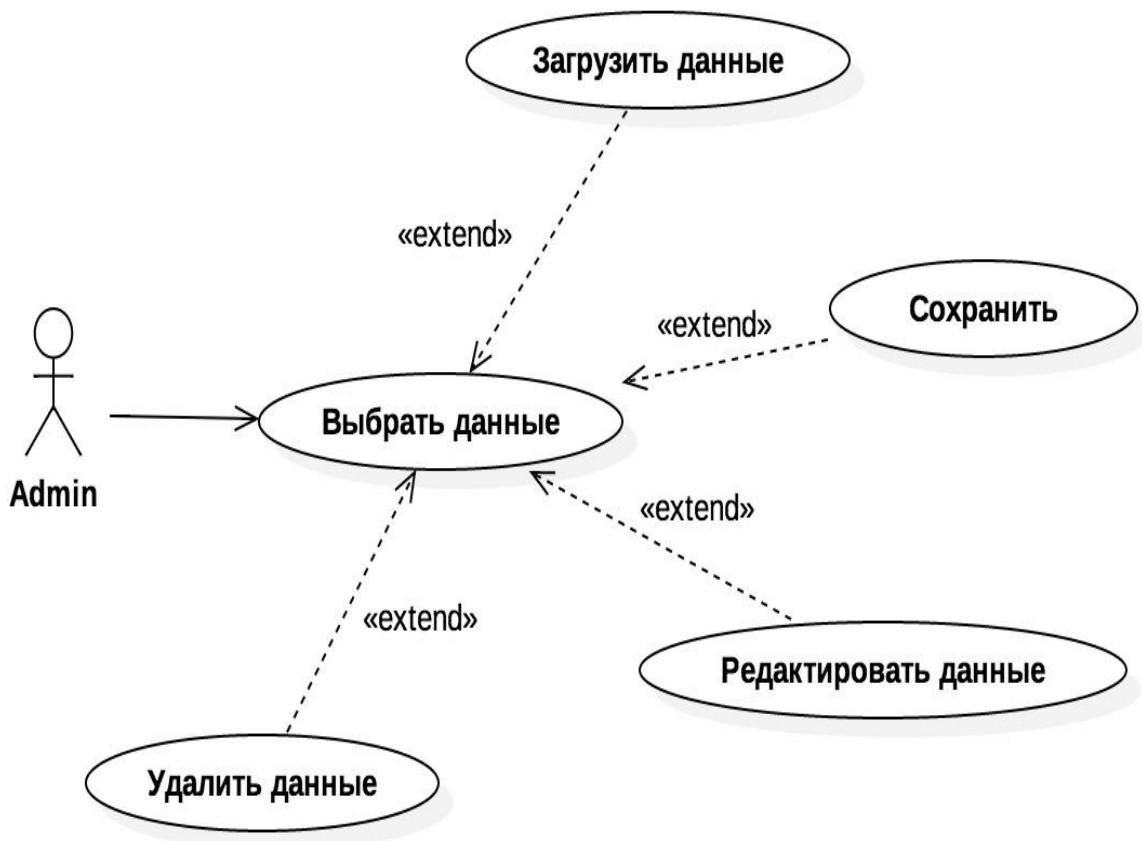 Загрузить данные
«extend»
Сохранить
«extend»
Выбрать данные
Admin
«extend»
«extend»
Редактировать данные
Удалить данные